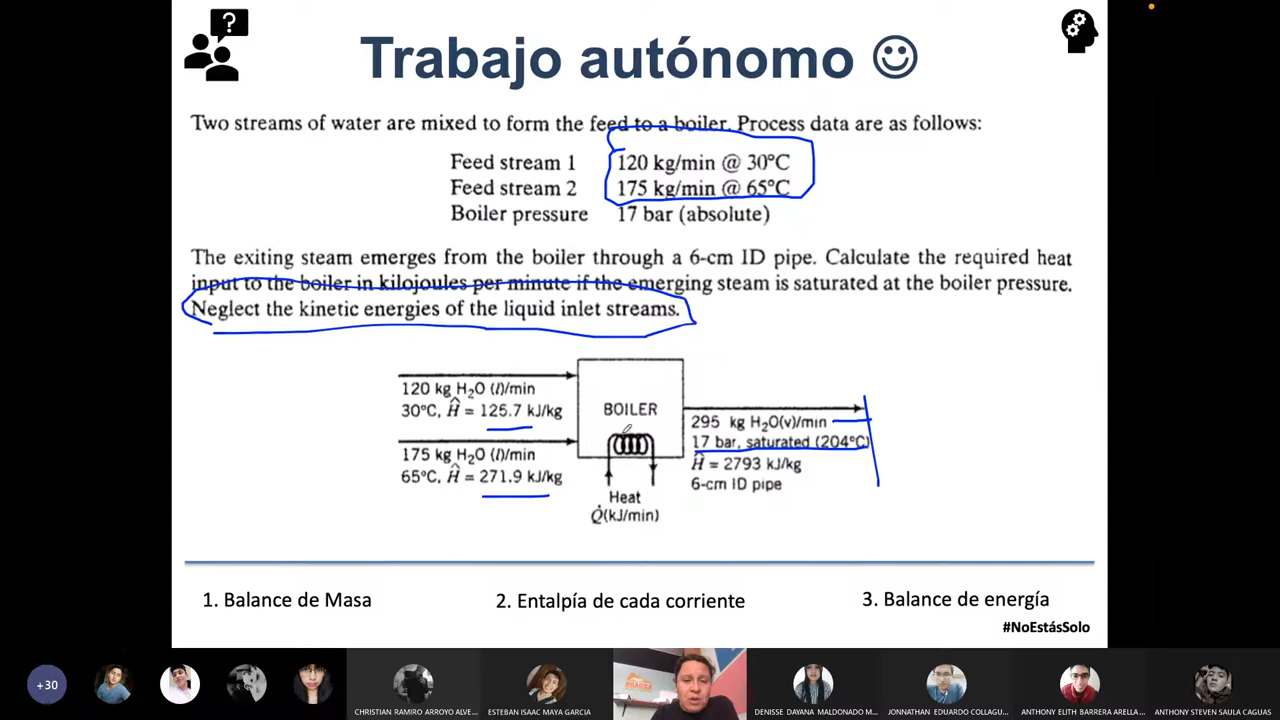 Trabajo autónomo
Two streams of water are mixed to form the feed to a boiler. Process data are as follows:
Feed stream 1 120 kg/min @ 30°C
Feed stream 2 175 kg/min @ 65°C
Boiler pressure 17 bar (absolute)
The exiting steam emerges from the boiler through a 6-cm ID pipe. Calculate the required heat
input to the boiler in kilojoules per minute if the emerging steam is saturated at the boiler pressure.
Neglect the kinetic energies of the liquid inlet streams.
120 kg H₂O (l)/min
30°C, Ĥ = 125.7 kJ/kg
175 kg H₂O (l)/min
65°C, Ĥ = 271.9 kJ/kg
BOILER
Heat
Q̇(kJ/min)
295 kg H₂O(v)/min
17 bar, saturated (204°C)
Ĥ = 2793 kJ/kg
6-cm ID pipe
1. Balance de Masa
2. Entalpía de cada corriente
3. Balance de energía
#NoEstásSolo
+30
CHRISTIAN RAMIRO ARROYO ALVE...
ESTEBAN ISAAC MAYA GARCIA
DENISSE DAYANA MALDONADO M...
JONNATHAN EDUARDO COLLAGU...
ANTHONY ELITH BARRERA ARELLA ...
ANTHONY STEVEN SAULA CAGUAS